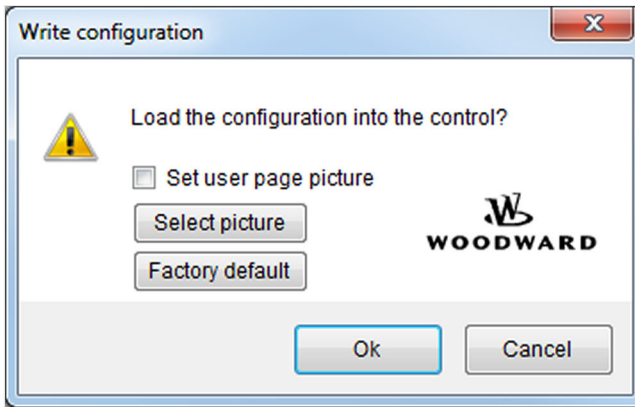 Write configuration
Load the configuration into the control?
Set user page picture
Select picture
WOODWARD
Factory default
Ok
Cancel